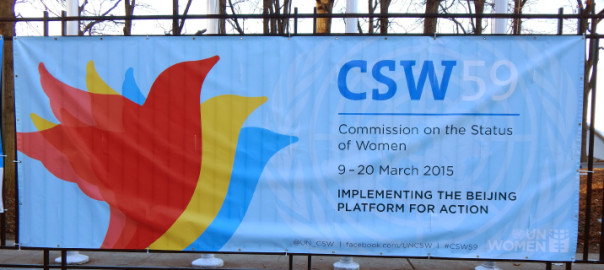 CSW59
Commission on the Status
of Women
9–20 March 2015
IMPLEMENTING THE BEIJING
PLATFORM FOR ACTION
@UN_CSW | facebook.com/UNCSW | #CSW59
UN
WOMEN